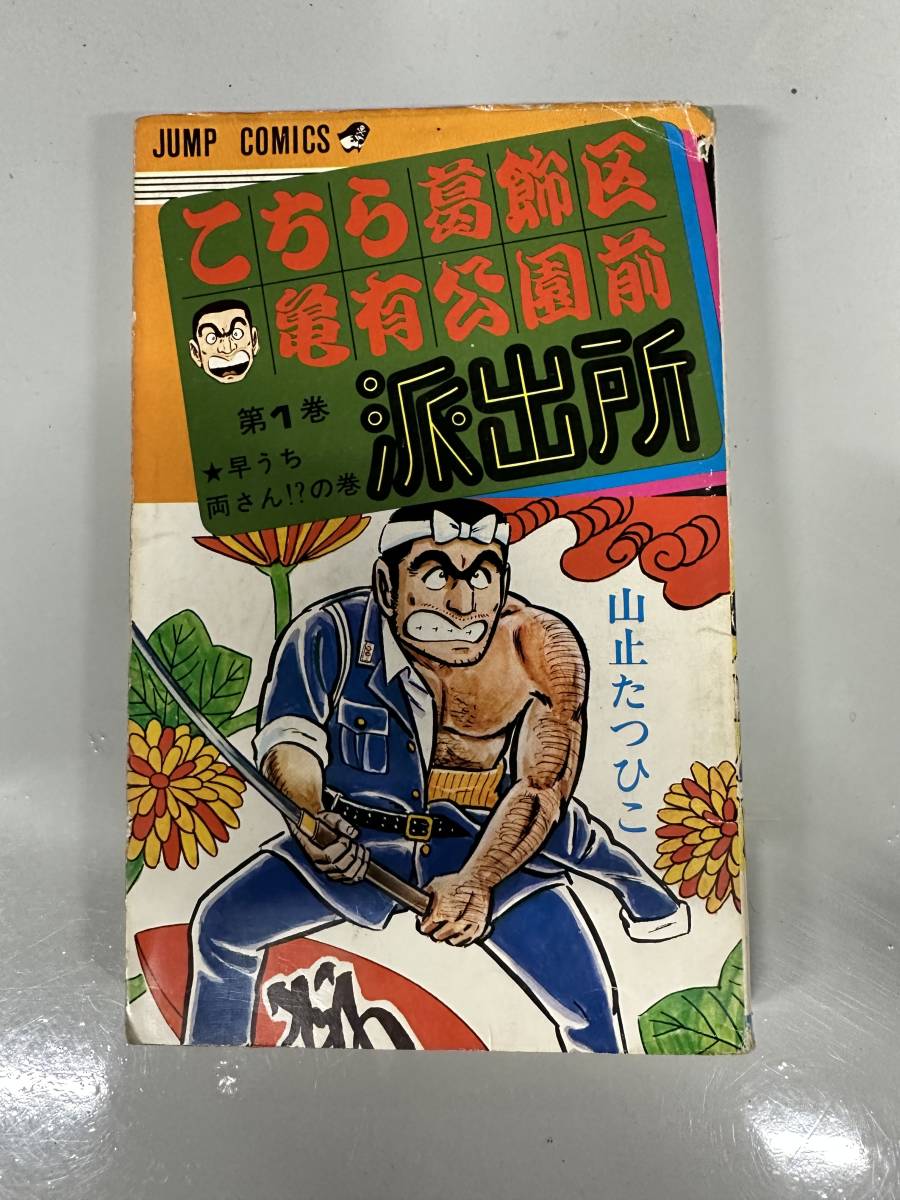 JUMP COMICS
こちら葛飾区
亀有公園前
派出所
第1巻
★早うち
両さん!?の巻
山止たつひこ